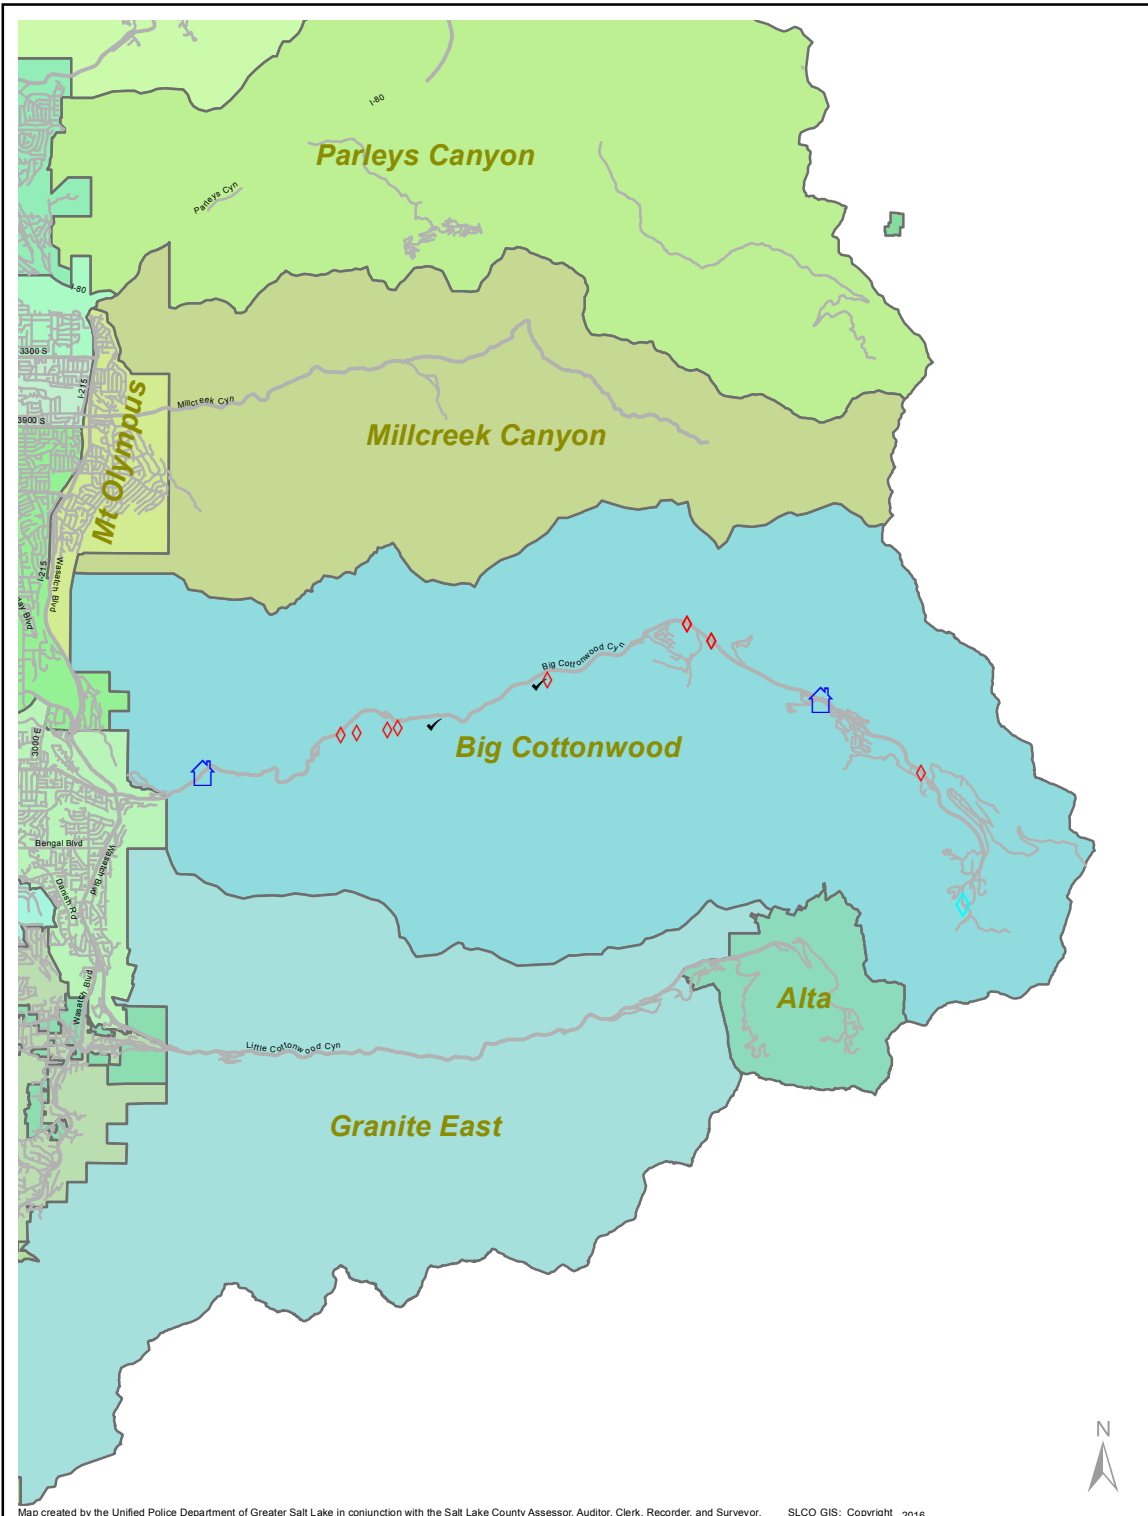 I-80
Parleys Canyon
Parleys Cyn
I-80
3300 S
I-215
Mt Olympus
Millcreek Cyn
3900 S
Millcreek Canyon
I-215
Wasatch Blvd
Blvd
Big Cottonwood Cyn
3000 E
Big Cottonwood
Bengal Blvd
Wasatch Blvd
Danish Rd
Wasatch Blvd
Alta
Little Cottonwood Cyn
Granite East
N
Map created by the Unified Police Department of Greater Salt Lake in conjunction with the Salt Lake County Assessor, Auditor, Clerk, Recorder, and Surveyor. SLCO GIS: Copyright 2016